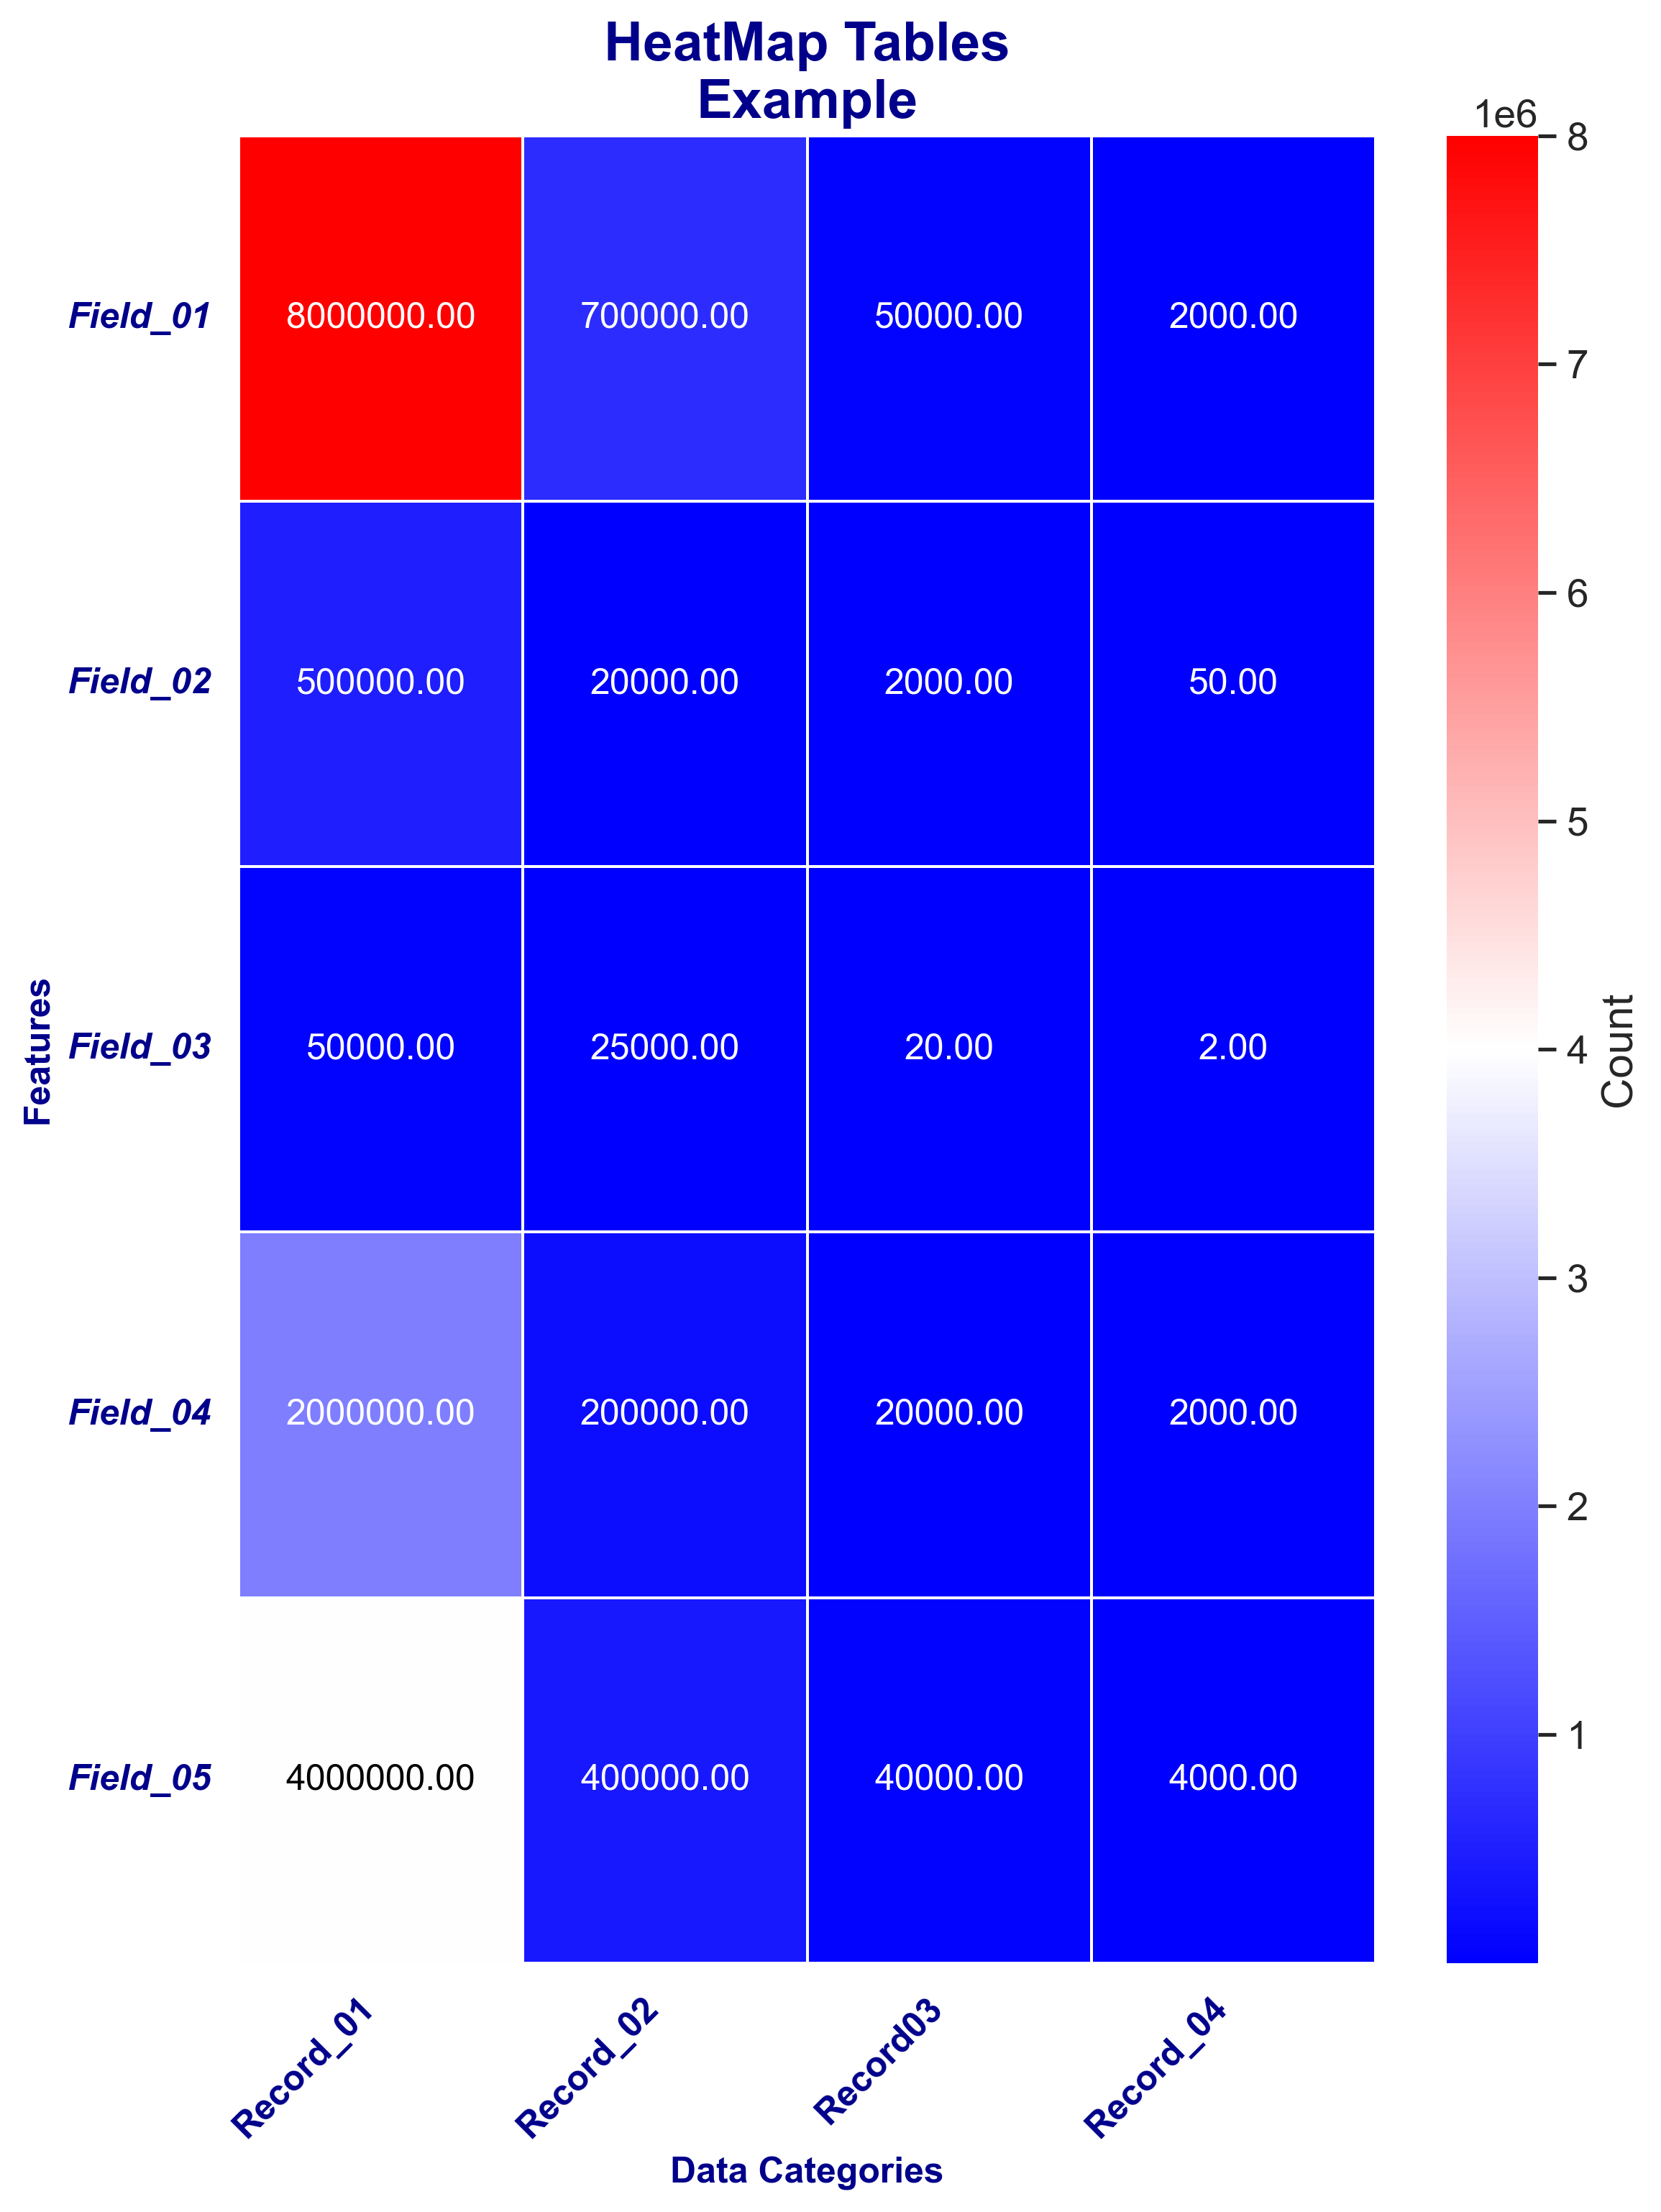 HeatMap Tables
Example
1e6
8
7
6
5
4
3
2
1
Count
Features
Field_01 8000000.00 700000.00 50000.00 2000.00
Field_02 500000.00 20000.00 2000.00 50.00
Field_03 50000.00 25000.00 20.00 2.00
Field_04 2000000.00 200000.00 20000.00 2000.00
Field_05 4000000.00 400000.00 40000.00 4000.00
Record_01 Record_02 Record03 Record_04
Data Categories